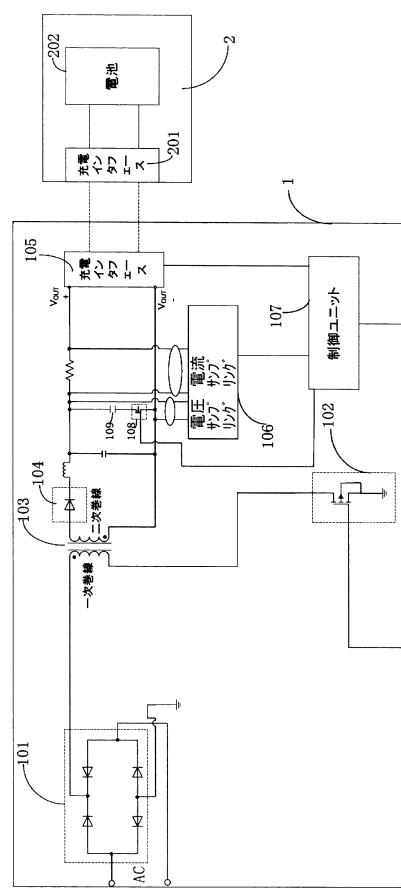 202
電池
2
充電
インタフ
ェース
201
1
105
充電
インタフ
ェース
VOUT
+
VOUT
-
107
制御ユニット
電流
サンプ
リング
電圧
サンプ
リング
106
109
108
102
104
103
二次巻線
一次巻線
101
AC